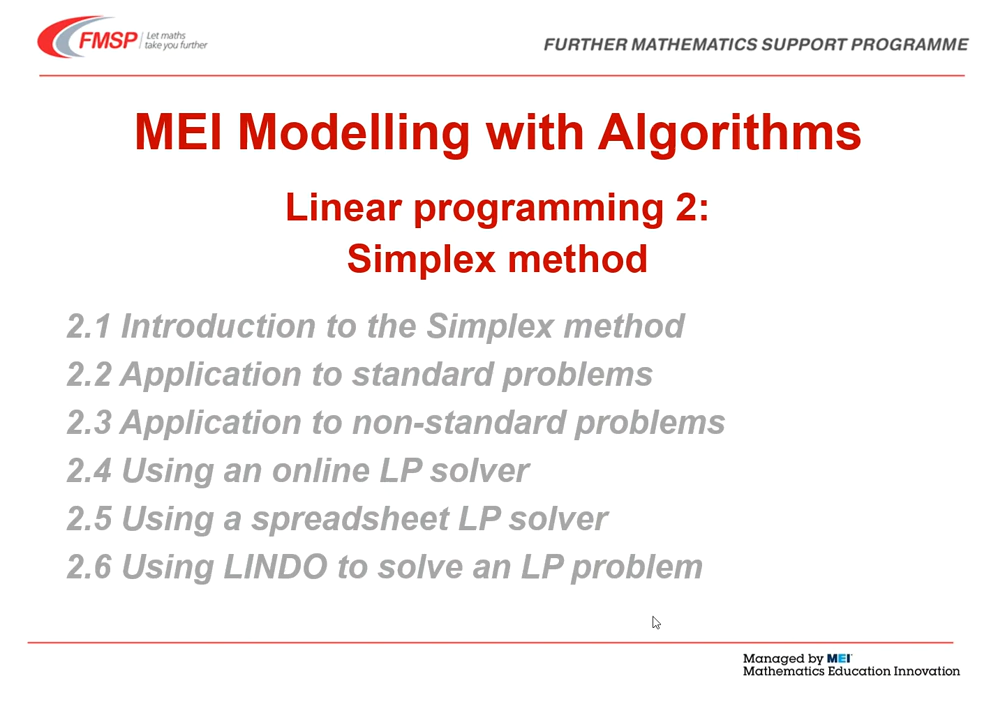 FMSP
Let maths
take you further
FURTHER MATHEMATICS SUPPORT PROGRAMME
MEI Modelling with Algorithms
Linear programming 2:
Simplex method
2.1 Introduction to the Simplex method
2.2 Application to standard problems
2.3 Application to non-standard problems
2.4 Using an online LP solver
2.5 Using a spreadsheet LP solver
2.6 Using LINDO to solve an LP problem
Managed by MEI
Mathematics Education Innovation